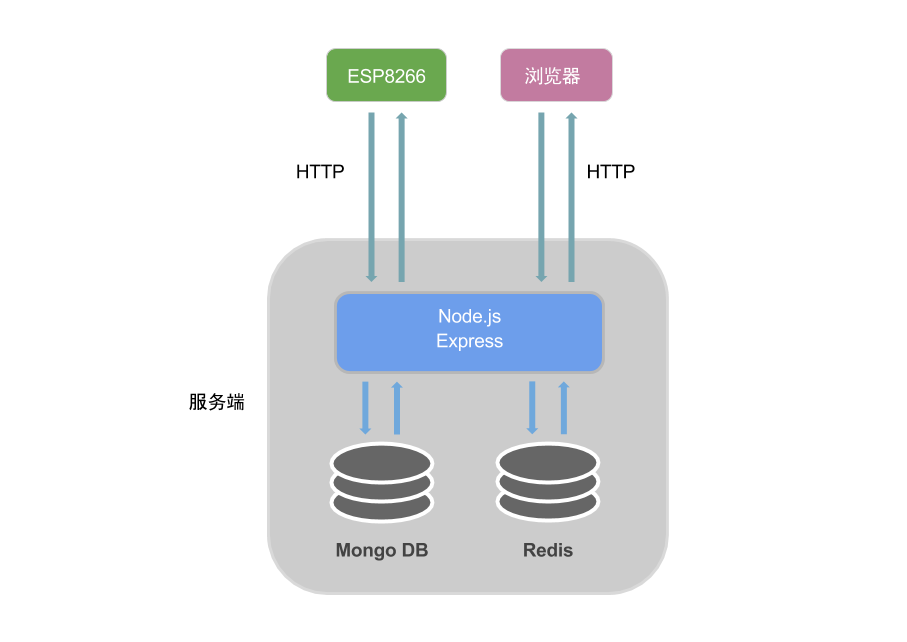 ESP8266
浏览器
HTTP
HTTP
Node.js
Express
服务端
Mongo DB
Redis